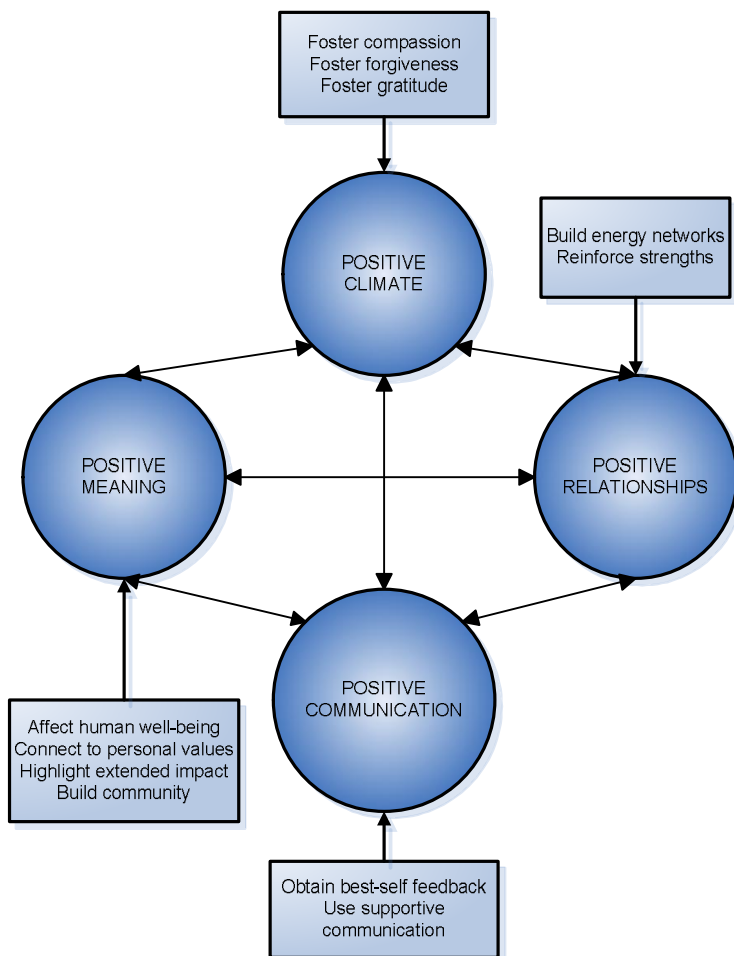 Foster compassion
Foster forgiveness
Foster gratitude
POSITIVE
CLIMATE
Build energy networks
Reinforce strengths
POSITIVE
MEANING
POSITIVE
RELATIONSHIPS
POSITIVE
COMMUNICATION
Affect human well-being
Connect to personal values
Highlight extended impact
Build community
Obtain best-self feedback
Use supportive
communication